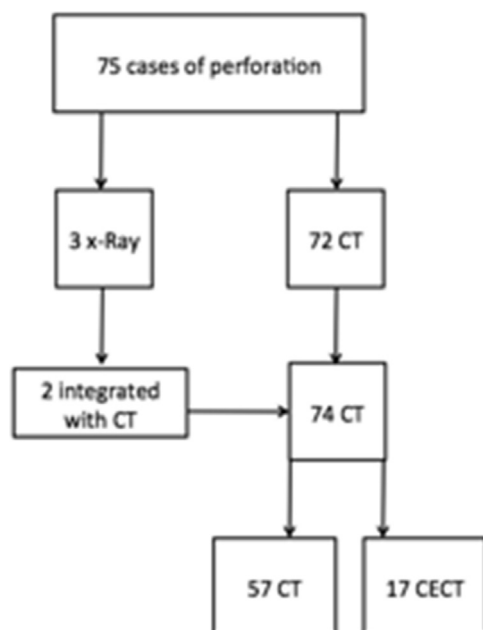 75 cases of perforation
3 x-Ray
72 CT
2 integrated
with CT
74 CT
57 CT
17 CECT